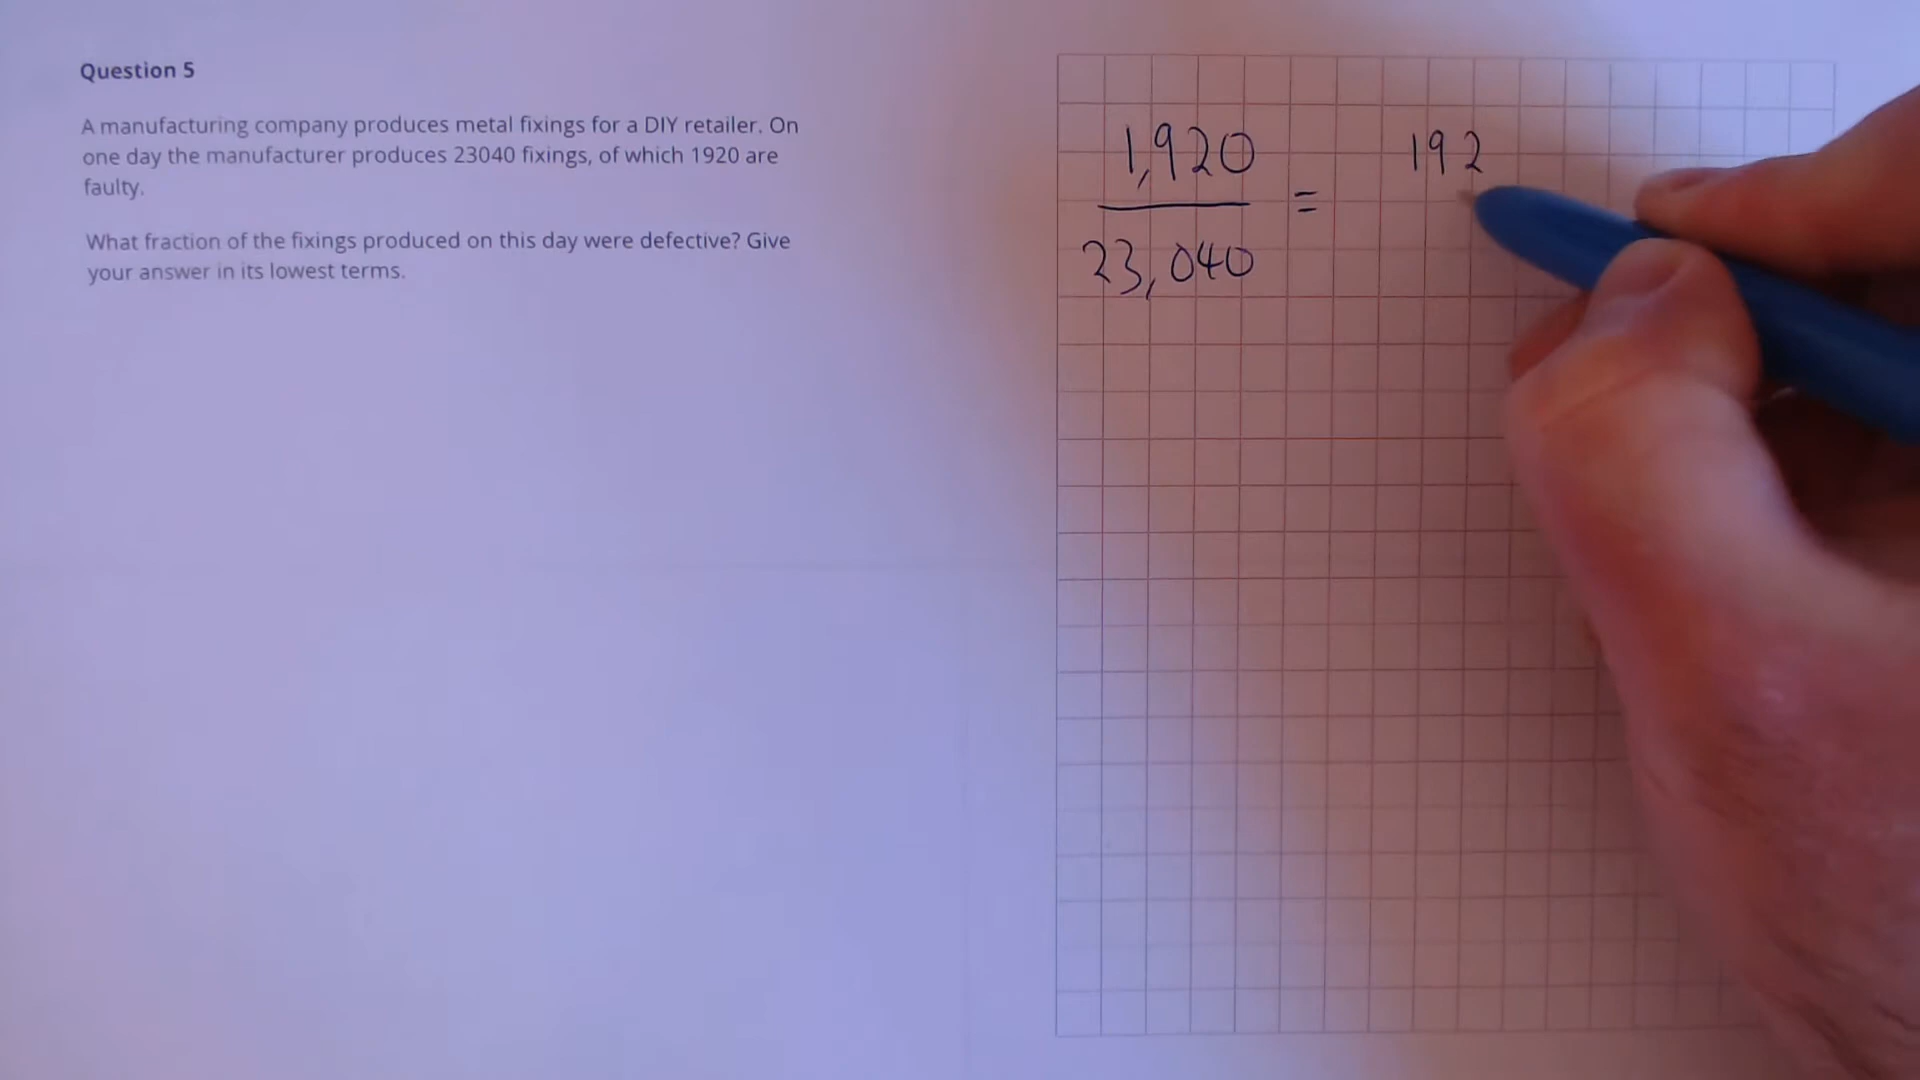 Question 5
A manufacturing company produces metal fixings for a DIY retailer. On
one day the manufacturer produces 23040 fixings, of which 1920 are
faulty.
What fraction of the fixings produced on this day were defective? Give
your answer in its lowest terms.
1,920
23,040
=
192